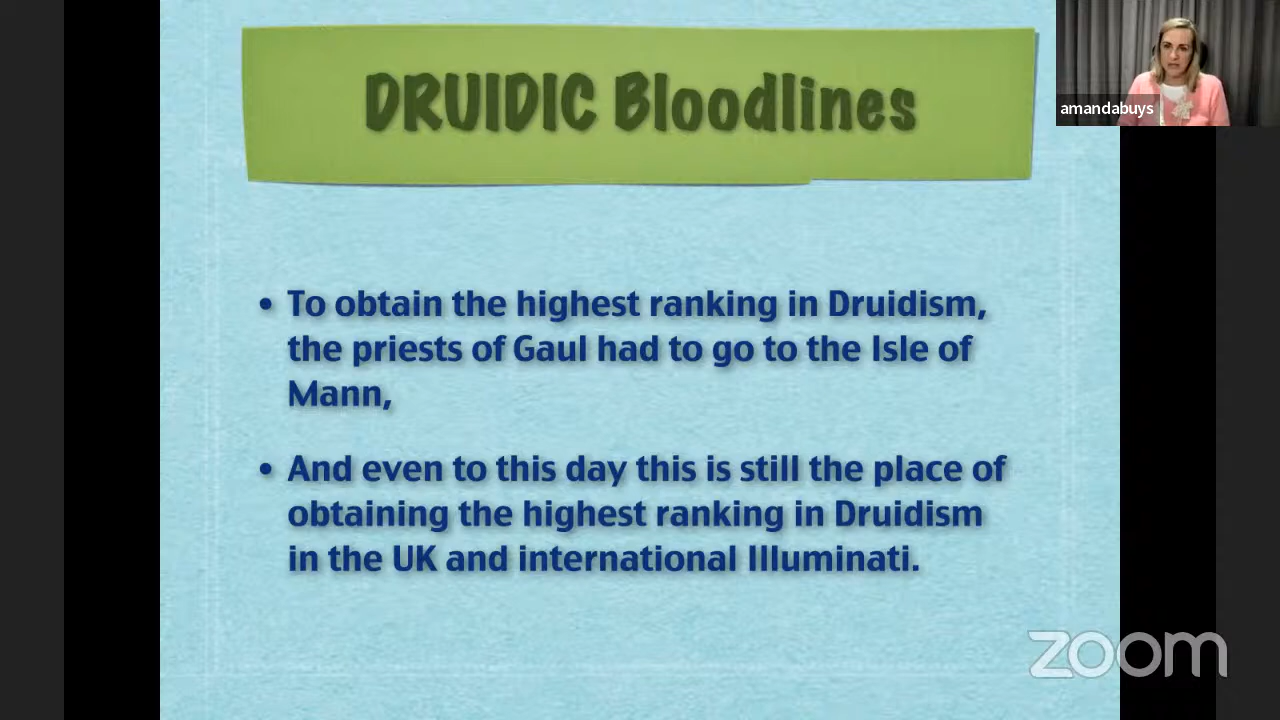 DRUIDIC Bloodlines
amandabuys
• To obtain the highest ranking in Druidism,
the priests of Gaul had to go to the Isle of
Mann,
• And even to this day this is still the place of
obtaining the highest ranking in Druidism
in the UK and international Illuminati.
zoom